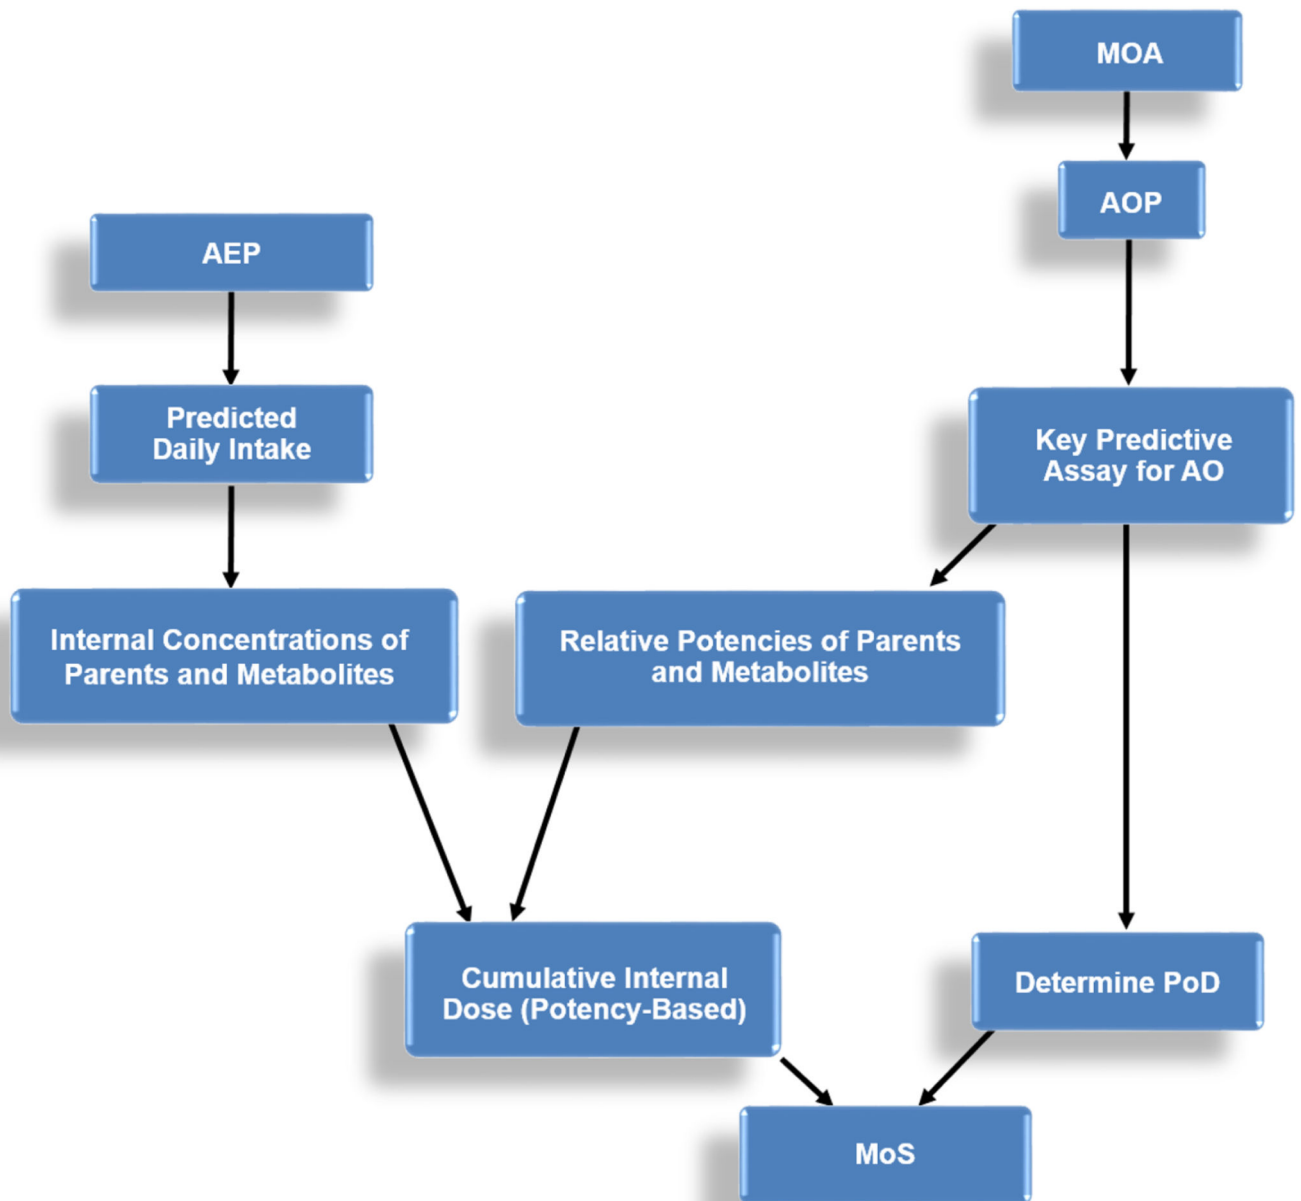 MOA
AOP
AEP
Predicted
Daily Intake
Key Predictive
Assay for AO
Internal Concentrations of
Parents and Metabolites
Relative Potencies of Parents
and Metabolites
Cumulative Internal
Dose (Potency-Based)
Determine PoD
MoS